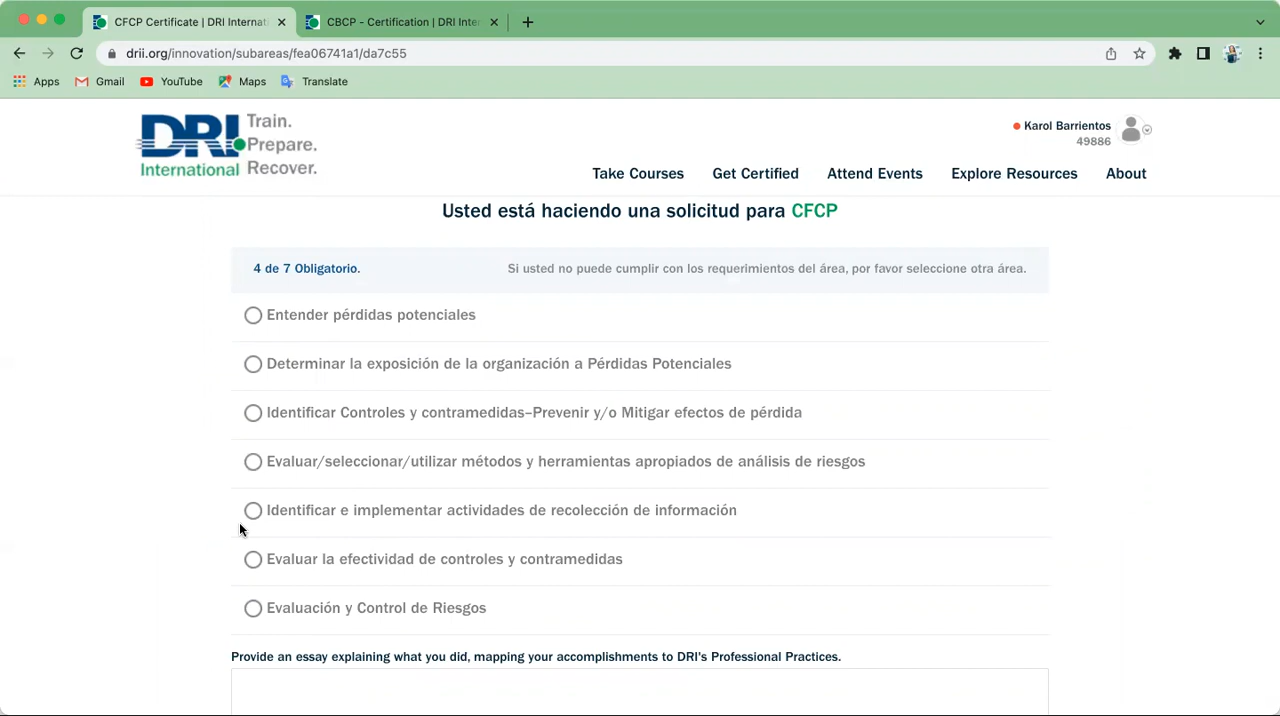 CFCP Certificate | DRI Internat
CBCP - Certification | DRI Inte
drii.org/innovation/subareas/fea06741a1/da7c55
Apps Gmail YouTube Maps Translate
DRI International
Train.
Prepare.
Recover.
Karol Barrientos
49886
Take Courses Get Certified Attend Events Explore Resources About
Usted está haciendo una solicitud para CFCP
4 de 7 Obligatorio. Si usted no puede cumplir con los requerimientos del área, por favor seleccione otra área.
Entender pérdidas potenciales
Determinar la exposición de la organización a Pérdidas Potenciales
Identificar Controles y contramedidas–Prevenir y/o Mitigar efectos de pérdida
Evaluar/seleccionar/utilizar métodos y herramientas apropiados de análisis de riesgos
Identificar e implementar actividades de recolección de información
Evaluar la efectividad de controles y contramedidas
Evaluación y Control de Riesgos
Provide an essay explaining what you did, mapping your accomplishments to DRI's Professional Practices.